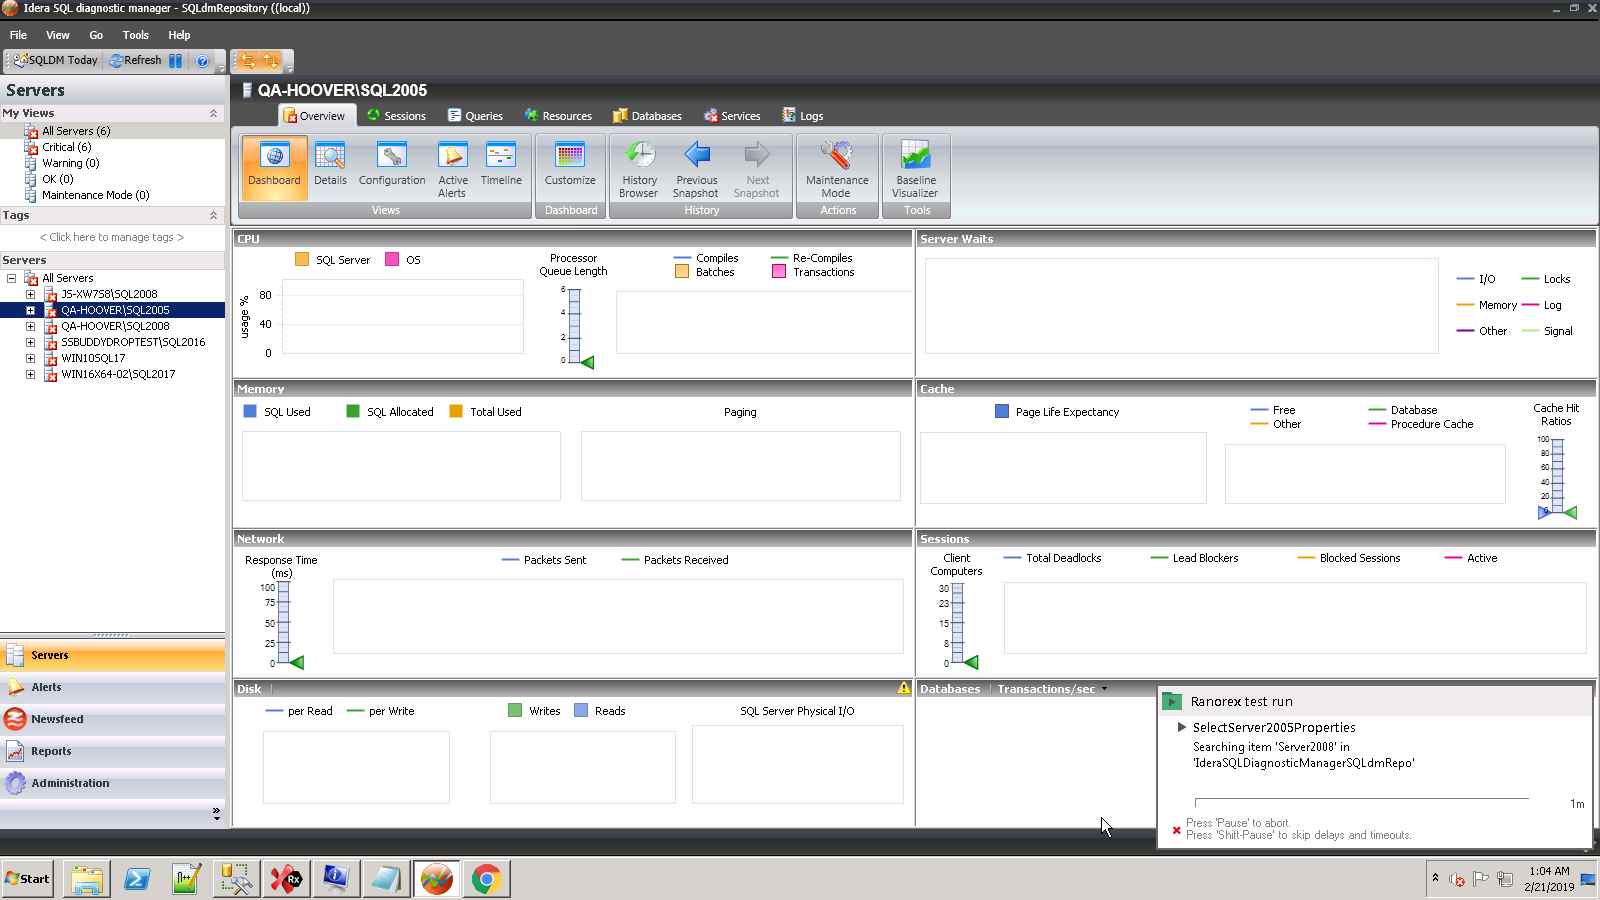 Idera SQL diagnostic manager - SQLdmRepository ((local))
File View Go Tools Help
SQLDM Today Refresh
Servers
My Views
All Servers (6)
Critical (6)
Warning (0)
OK (0)
Maintenance Mode (0)
Tags
< Click here to manage tags >
Servers
All Servers
JS-XW7S8\SQL2008
QA-HOOVER\SQL2005
QA-HOOVER\SQL2008
SSBUDDYDROPTEST\SQL2016
WIN10SQL17
WIN16X64-02\SQL2017
Servers
Alerts
Newsfeed
Reports
Administration
QA-HOOVER\SQL2005
Overview Sessions Queries Resources Databases Services Logs
Dashboard Details Configuration Active Alerts Timeline
Views
Customize
Dashboard
History Browser Previous Snapshot Next Snapshot
History
Maintenance Mode
Actions
Baseline Visualizer
Tools
CPU
SQL Server OS
usage %
80
40
0
Processor
Queue Length
6
4
2
0
Compiles Re-Compiles
Batches Transactions
Server Waits
I/O Locks
Memory Log
Other Signal
Memory
SQL Used SQL Allocated Total Used
Paging
Cache
Page Life Expectancy
Free Database
Other Procedure Cache
Cache Hit
Ratios
100
80
60
40
20
0
Network
Response Time
(ms)
100
75
50
25
0
Packets Sent Packets Received
Sessions
Client
Computers
30
23
15
8
0
Total Deadlocks Lead Blockers Blocked Sessions Active
Disk
per Read per Write
Writes Reads
SQL Server Physical I/O
Databases Transactions/sec
Ranorex test run
SelectServer2005Properties
Searching item 'Server2008' in
'IderaSQLDiagnosticManagerSQLdmRepo'
1m
Press 'Pause' to abort.
Press 'Shift-Pause' to skip delays and timeouts.
Start
n++
Rx
1:04 AM
2/21/2019